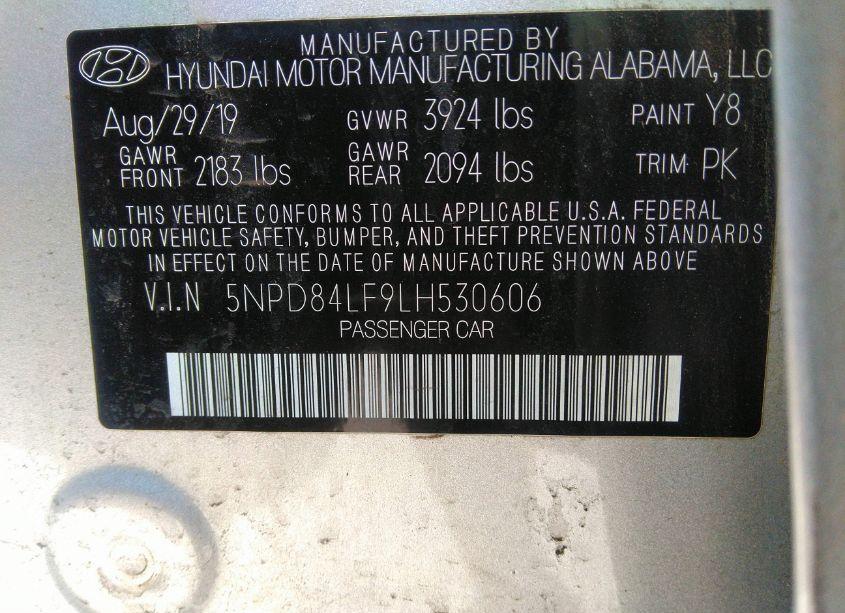 MANUFACTURED BY
HYUNDAI MOTOR MANUFACTURING ALABAMA, LLC
Aug/29/19 GVWR 3924 lbs PAINT Y8
GAWR FRONT 2183 lbs GAWR REAR 2094 lbs TRIM: PK
THIS VEHICLE CONFORMS TO ALL APPLICABLE U.S.A. FEDERAL
MOTOR VEHICLE SAFETY, BUMPER, AND THEFT PREVENTION STANDARDS
IN EFFECT ON THE DATE OF MANUFACTURE SHOWN ABOVE
V.I.N 5NPD84LF9LH530606
PASSENGER CAR